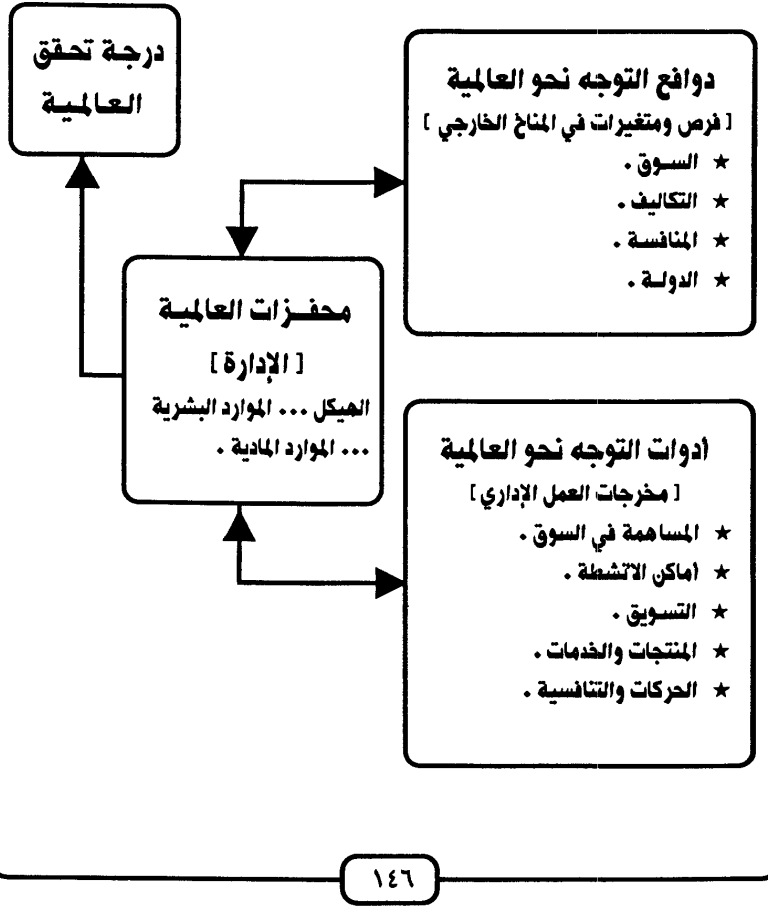 درجة تحقق
العالمية
دوافع التوجه نحو العالمية
[ فرص ومتغيرات في المناخ الخارجي ]
★ السوق .
★ التكاليف .
★ المنافسة .
★ الدولة .
محفزات العالمية
[ الإدارة ]
الهيكل ... الموارد البشرية
... الموارد المادية .
أدوات التوجه نحو العالمية
[ مخرجات العمل الإداري ]
★ المساهمة في السوق .
★ أماكن الانشطة .
★ التسويق .
★ المنتجات والخدمات .
★ الحركات والتنافسية .
١٤٦